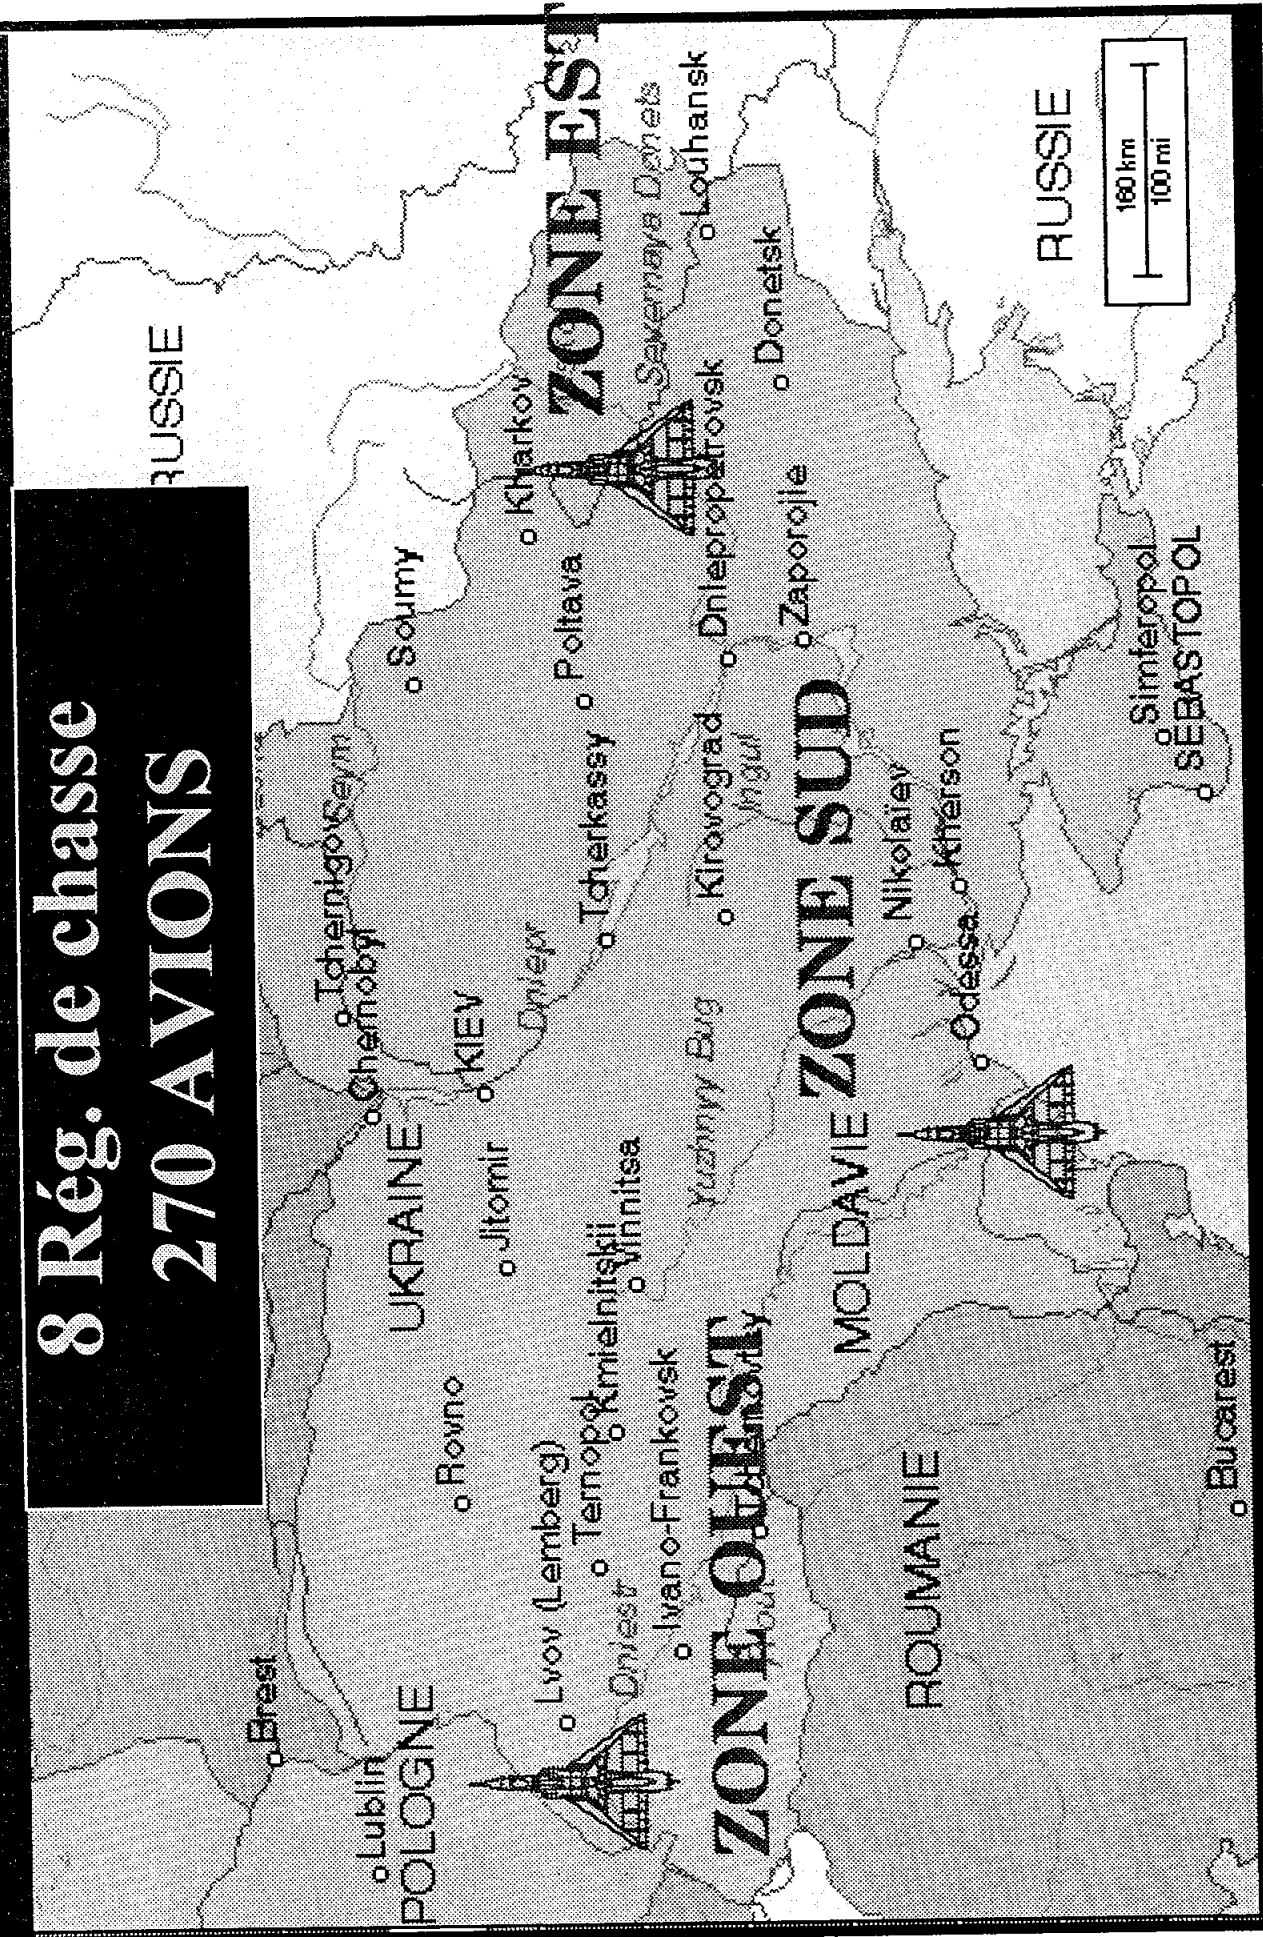 8 Rég. de chasse
270 AVIONS
RUSSIE
Brest
Lublin
POLOGNE
Tchernigov
Seym
Chernobyl
Soumy
UKRAINE
KIEV
Jitomir
Rovno
Dniepr
Kharkov
ZONE EST
Poltava
Tcherkassy
Lvov (Lemberg)
Ternopol
Kmielnitskii
Vinnitsa
Dniestr
Ivano-Frankovsk
Severnaya Donets
Louhansk
Dniepropetrovsk
Kirovograd
Ingul
Yuzhnyy Bug
ZONE OUEST
Donetsk
Zaporojie
ZONE SUD
MOLDAVIE
Nikolaïev
Kherson
Odessa
ROUMANIE
RUSSIE
160 km
100 mi
Simferopol
SEBASTOPOL
Bucarest